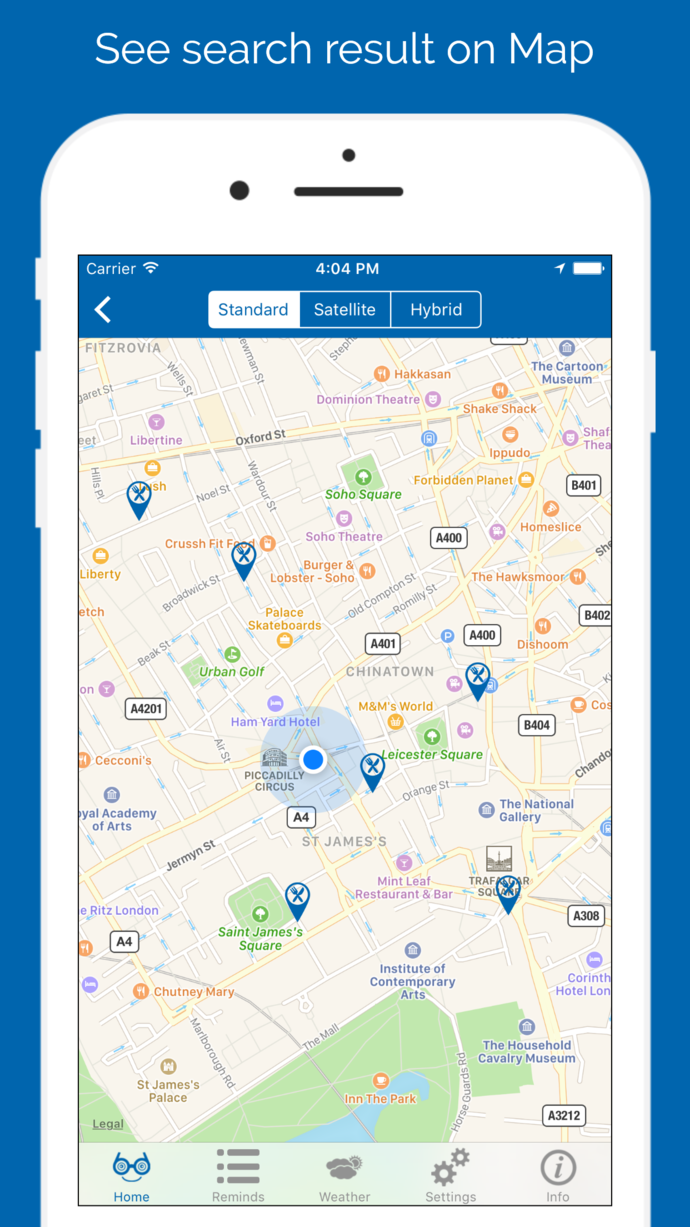 See search result on Map
Carrier
4:04 PM
Standard
Satellite
Hybrid
FITZROVIA
Wells St
Hakkasan
The Cartoon
Museum
Dominion Theatre
Shake Shack
Libertine
Oxford St
Ippudo
Hills Pl
Noel St
Wardour St
Soho Square
Forbidden Planet
B401
Soho Theatre
A400
Homeslice
Crussh Fit Food
Liberty
Burger &
Lobster - Soho
The Hawksmoor
Broadwick St
Old Compton St
Romilly St
Palace
Skateboards
B402
A401
A400
Dishoom
Beak St
Urban Golf
CHINATOWN
A4201
M&M's World
Ham Yard Hotel
B404
Air St
Leicester Square
Cecconi's
PICCADILLY
CIRCUS
Orange St
The National
Gallery
of Arts
A4
ST JAMES'S
Jermyn St
Mint Leaf
Restaurant & Bar
TRAFALGAR
SQUARE
e Ritz London
A308
Saint James's
Square
A4
Institute of
Contemporary
Arts
Chutney Mary
Hotel Lon
The Mall
Marlborough Rd
The Household
Cavalry Museum
Horse Guards Rd
St James's
Palace
Inn The Park
A3212
Legal
Home
Reminds
Weather
Settings
Info